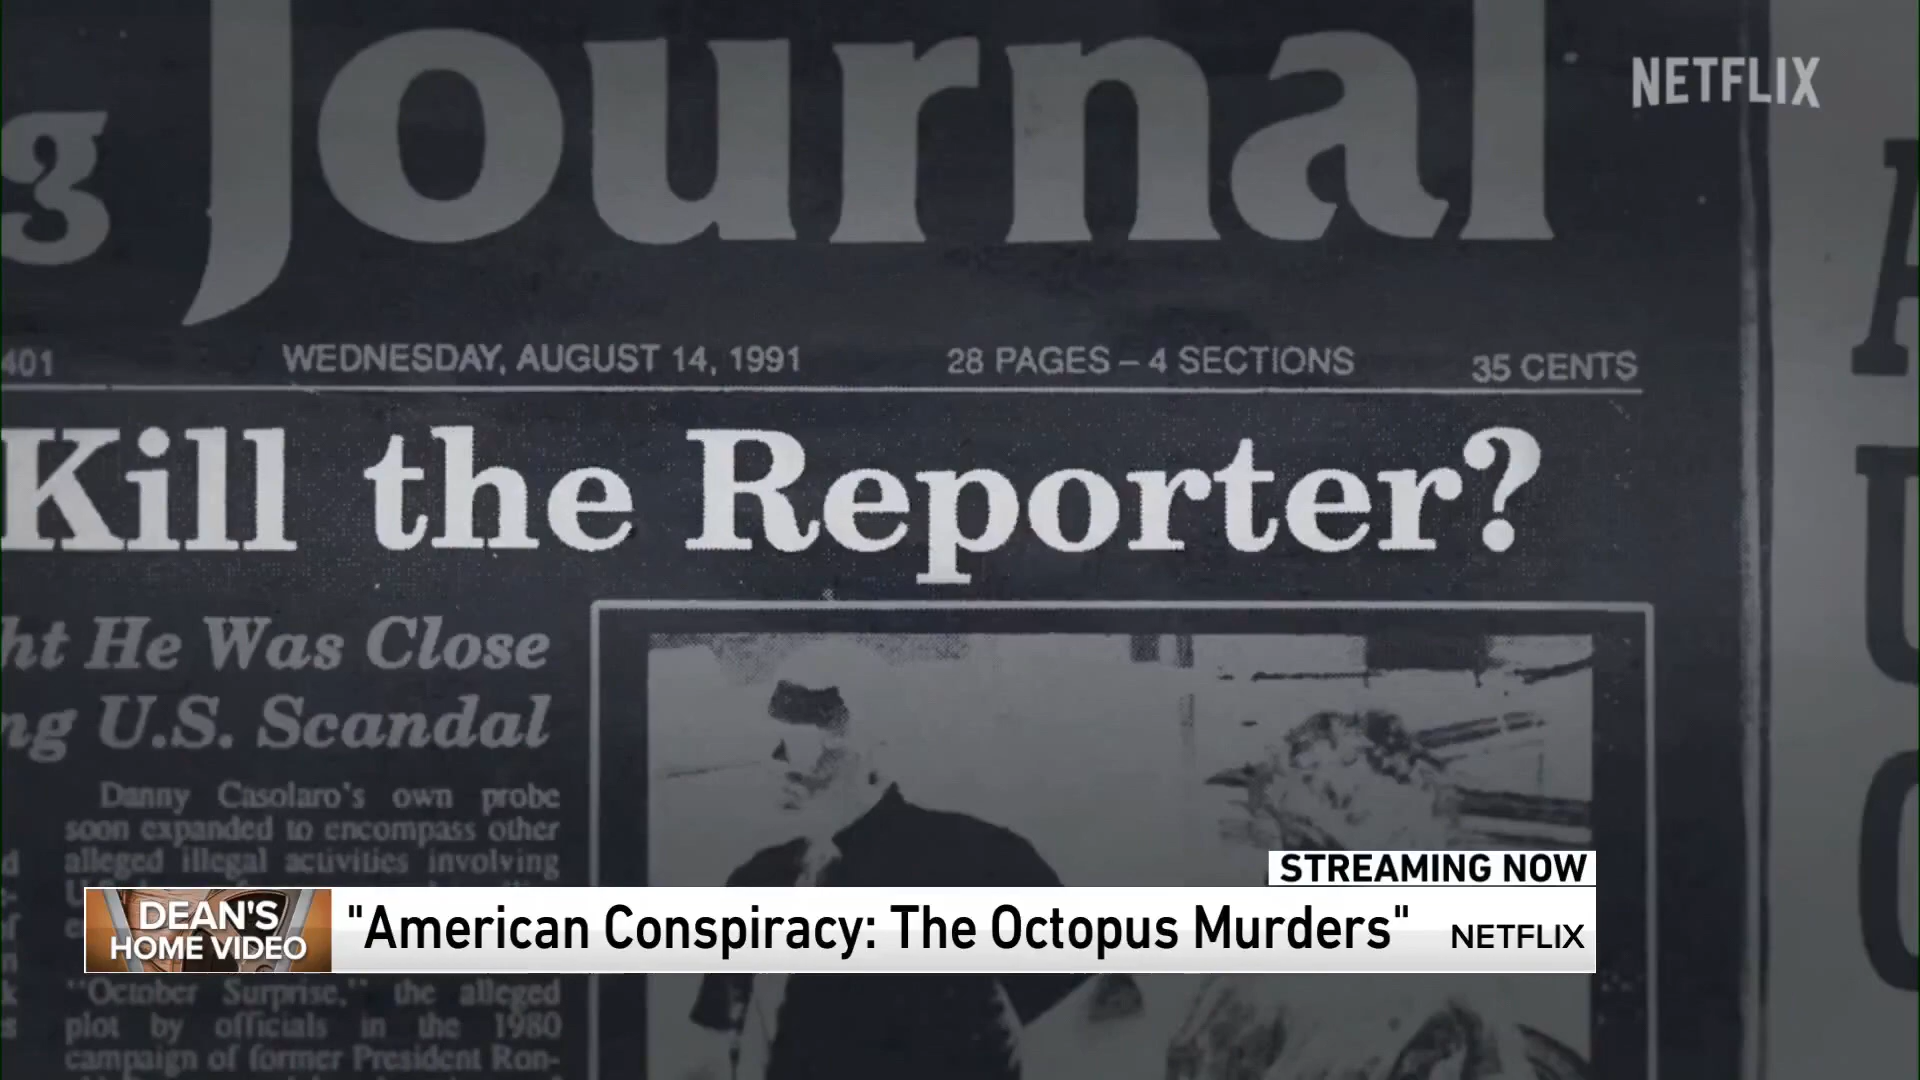 g Journal
NETFLIX
401 WEDNESDAY, AUGUST 14, 1991 28 PAGES – 4 SECTIONS 35 CENTS
Kill the Reporter?
ht He Was Close
ng U.S. Scandal
Danny Casolaro's own probe
soon expanded to encompass other
alleged illegal activities involving
STREAMING NOW
DEAN'S
HOME VIDEO
"American Conspiracy: The Octopus Murders" NETFLIX
"October Surprise," the alleged
plot by officials in the 1980
campaign of former President Ron-
A
U